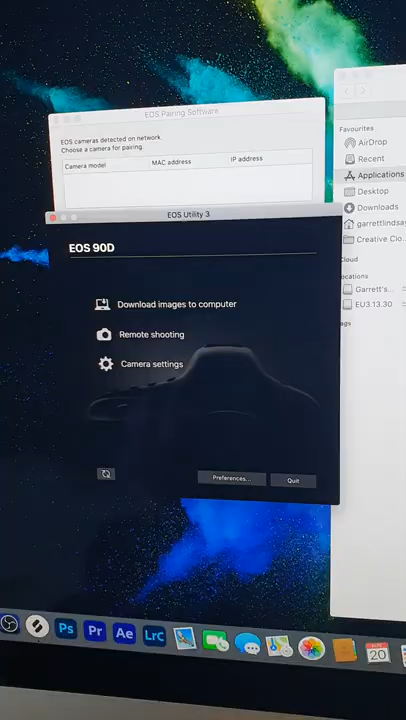 EOS Pairing Software
EOS cameras detected on network.
Choose a camera for pairing.
Camera model
MAC address
IP address
Favourites
AirDrop
Recent
Applications
Desktop
Downloads
garrettlindsay
Creative Clo...
Cloud
ocations
Garrett's...
EU3.13.30
ags
EOS Utility 3
EOS 90D
Download images to computer
Remote shooting
Camera settings
Preferences...
Quit
Ps
Pr
Ae
LrC
20